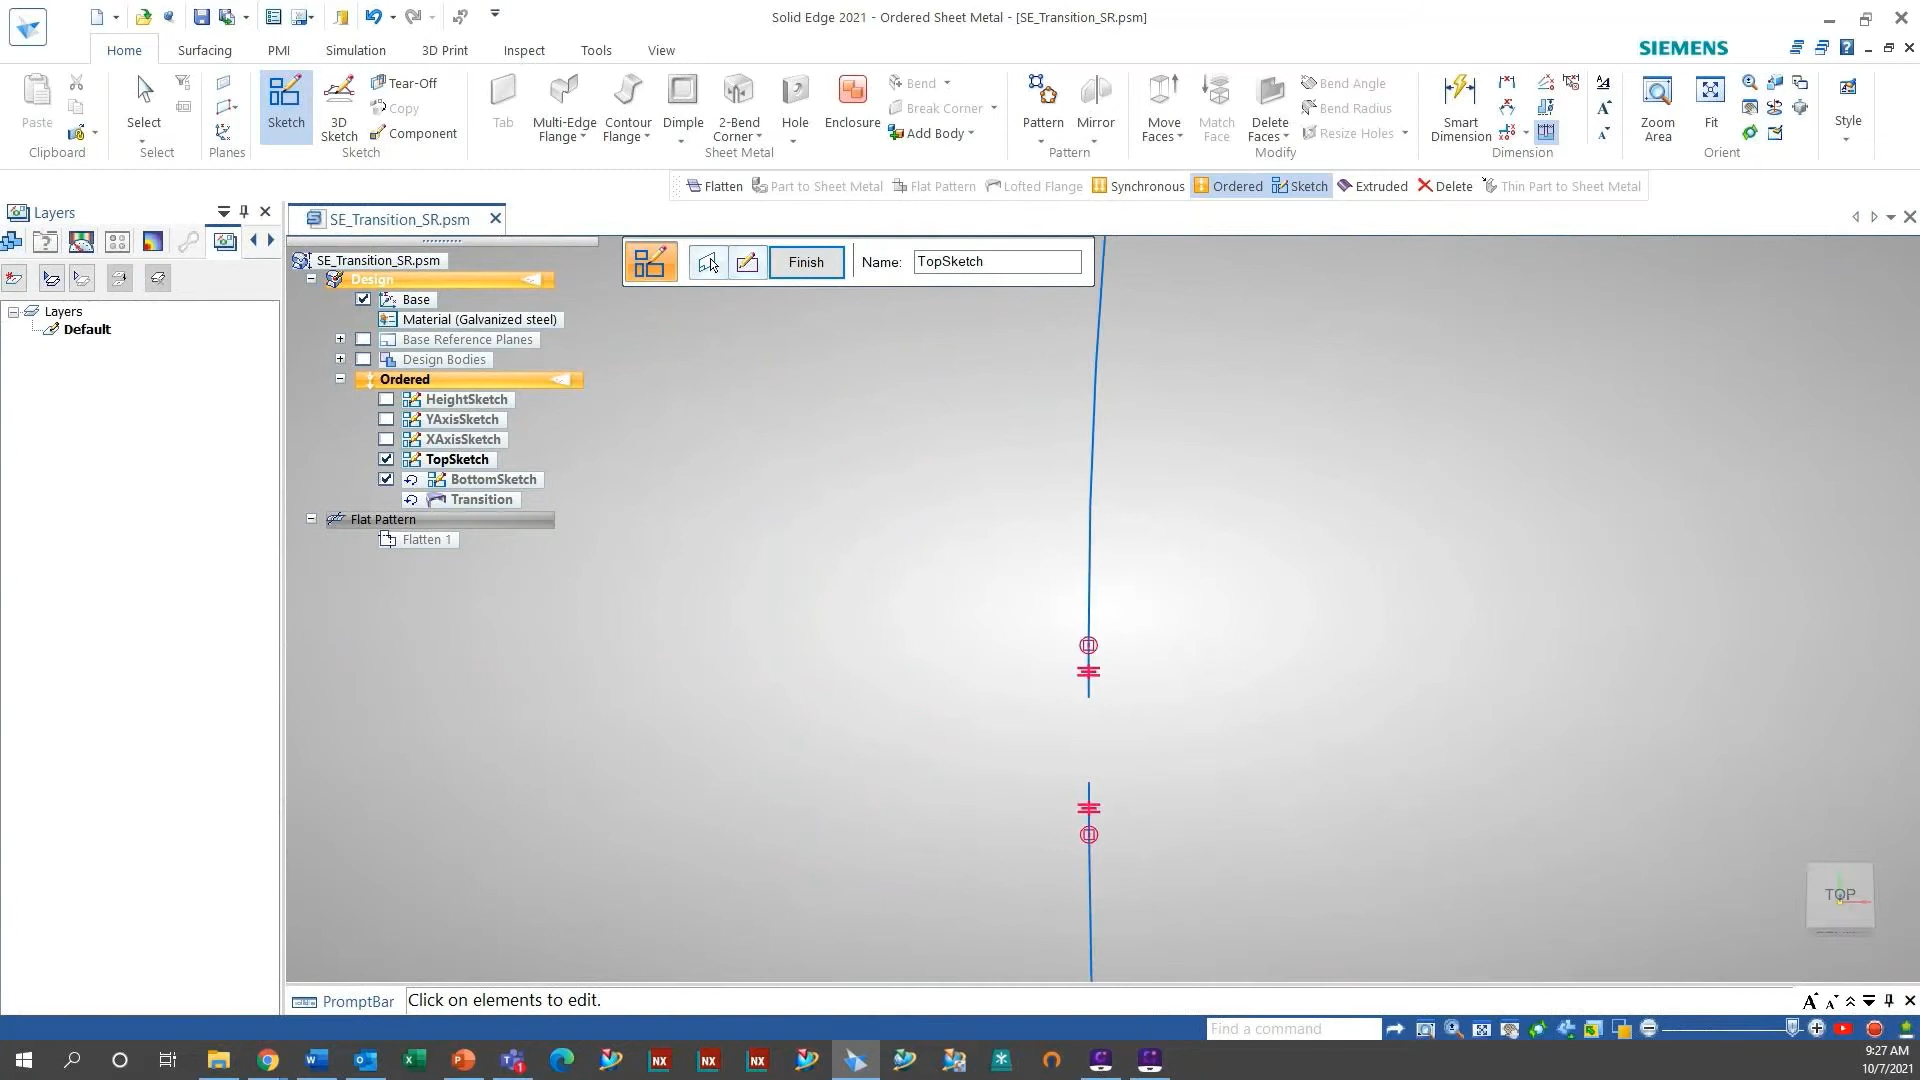 Solid Edge 2021 - Ordered Sheet Metal - [SE_Transition_SR.psm]
Home
Surfacing
PMI
Simulation
3D Print
Inspect
Tools
View
SIEMENS
Paste
Clipboard
Select
Select
Planes
Sketch
3D Sketch
Tear-Off
Copy
Component
Sketch
Tab
Multi-Edge Flange
Contour Flange
Dimple
2-Bend Corner
Hole
Enclosure
Bend
Break Corner
Add Body
Sheet Metal
Pattern
Mirror
Pattern
Move Faces
Match Face
Delete Faces
Bend Angle
Bend Radius
Resize Holes
Modify
Smart Dimension
Dimension
Zoom Area
Fit
Orient
Style
Flatten
Part to Sheet Metal
Flat Pattern
Lofted Flange
Synchronous
Ordered
Sketch
Extruded
Delete
Thin Part to Sheet Metal
Layers
SE_Transition_SR.psm
Layers
Default
SE_Transition_SR.psm
Design
Base
Material (Galvanized steel)
Base Reference Planes
Design Bodies
Ordered
HeightSketch
YAxisSketch
XAxisSketch
TopSketch
BottomSketch
Transition
Flat Pattern
Flatten 1
Finish
Name:
TopSketch
TOP
PromptBar
Click on elements to edit.
Find a command
NX
NX
NX
9:27 AM
10/7/2021